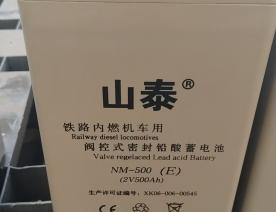 山泰®
铁路内燃机车用
Railway diesel locomotives
阀控式密封铅酸蓄电池
Valve regelaced Lead acid Battery
NM-500 (E)
(2V500Ah)
生产许可证编号：XK06-006-00545